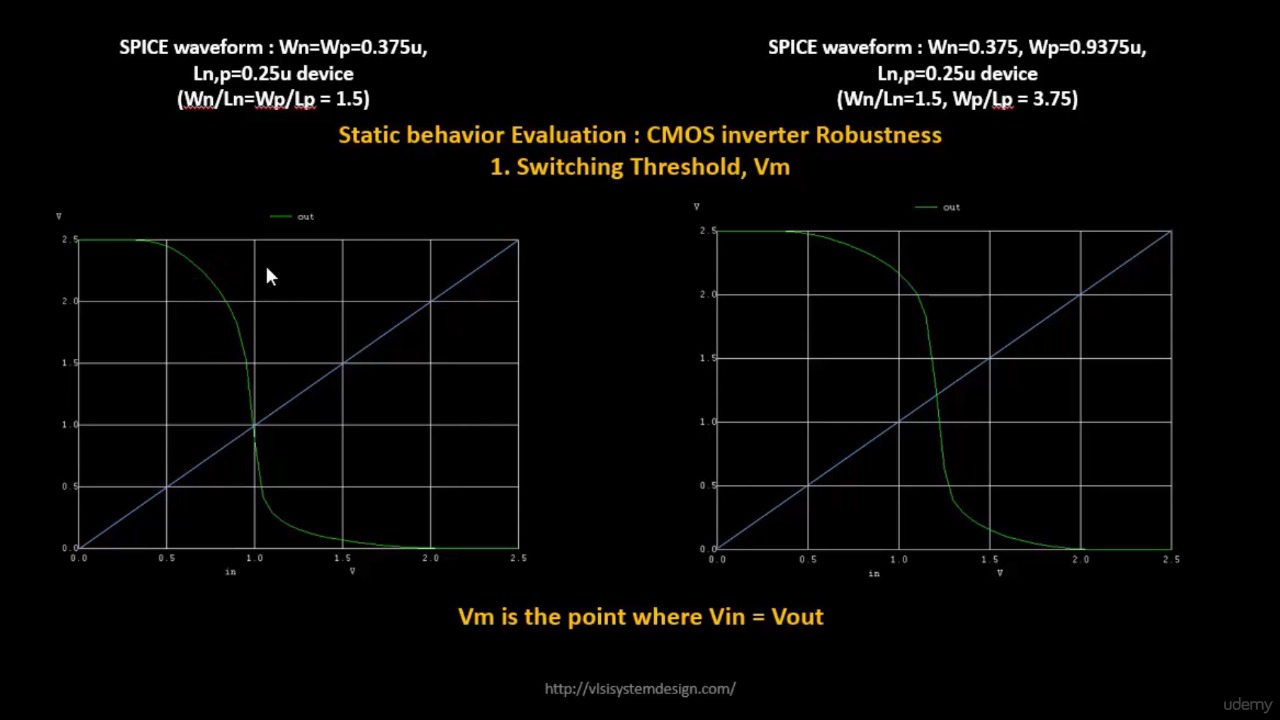 SPICE waveform : Wn=Wp=0.375u,
Ln,p=0.25u device
(Wn/Ln=Wp/Lp = 1.5)
SPICE waveform : Wn=0.375, Wp=0.9375u,
Ln,p=0.25u device
(Wn/Ln=1.5, Wp/Lp = 3.75)
Static behavior Evaluation : CMOS inverter Robustness
1. Switching Threshold, Vm
V
out
2.5
2.0
1.5
1.0
0.5
0.0
0.0 0.5 1.0 1.5 2.0 2.5
in V
V
out
2.5
2.0
1.5
1.0
0.5
0.0
0.0 0.5 1.0 1.5 2.0 2.5
in V
Vm is the point where Vin = Vout
http://vlsisystemdesign.com/
udemy